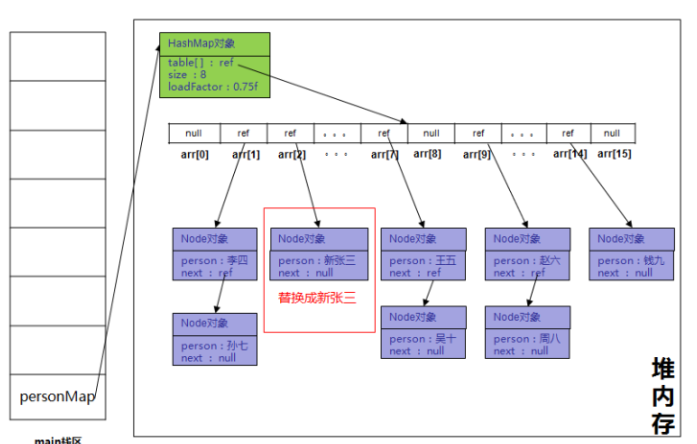 HashMap对象
table[] : ref
size : 8
loadFactor : 0.75f
null ref ref 。。。 ref null ref 。。。 ref null
arr[0] arr[1] arr[2] 。。。 arr[7] arr[8] arr[9] 。。。 arr[14] arr[15]
Node对象
person : 李四
next : ref
Node对象
person : 新张三
next : null
替换成新张三
Node对象
person : 王五
next : ref
Node对象
person : 赵六
next : ref
Node对象
person : 钱九
next : null
Node对象
person : 孙七
next : null
Node对象
person : 吴十
next : null
Node对象
person : 周八
next : null
personMap
main栈区
堆内存